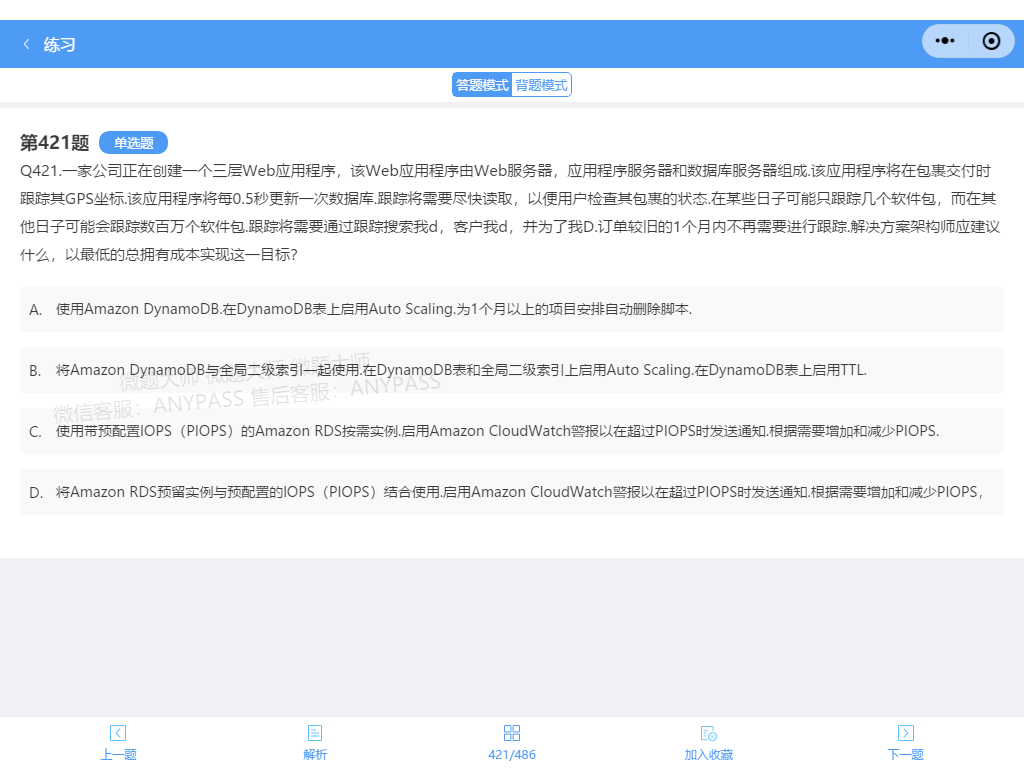 练习
答题模式 背题模式
第421题 单选题
Q421.一家公司正在创建一个三层Web应用程序，该Web应用程序由Web服务器，应用程序服务器和数据库服务器组成.该应用程序将在包裹交付时
跟踪其GPS坐标.该应用程序将每0.5秒更新一次数据库.跟踪将需要尽快读取，以便用户检查其包裹的状态.在某些日子可能只跟踪几个软件包，而在其
他日子可能会跟踪数百万个软件包.跟踪将需要通过跟踪搜索我d，客户我d，并为了我D.订单较旧的1个月内不再需要进行跟踪.解决方案架构师应建议
什么，以最低的总拥有成本实现这一目标?
A. 使用Amazon DynamoDB.在DynamoDB表上启用Auto Scaling.为1个月以上的项目安排自动删除脚本.
B. 将Amazon DynamoDB与全局二级索引一起使用.在DynamoDB表和全局二级索引上启用Auto Scaling.在DynamoDB表上启用TTL.
微题大师 微题大师 微题大师
微信客服：ANYPASS 售后客服：ANYPASS
C. 使用带预配置IOPS（PIOPS）的Amazon RDS按需实例.启用Amazon CloudWatch警报以在超过PIOPS时发送通知.根据需要增加和减少PIOPS.
D. 将Amazon RDS预留实例与预配置的IOPS（PIOPS）结合使用.启用Amazon CloudWatch警报以在超过PIOPS时发送通知.根据需要增加和减少PIOPS，
上一题 解析 421/486 加入收藏 下一题